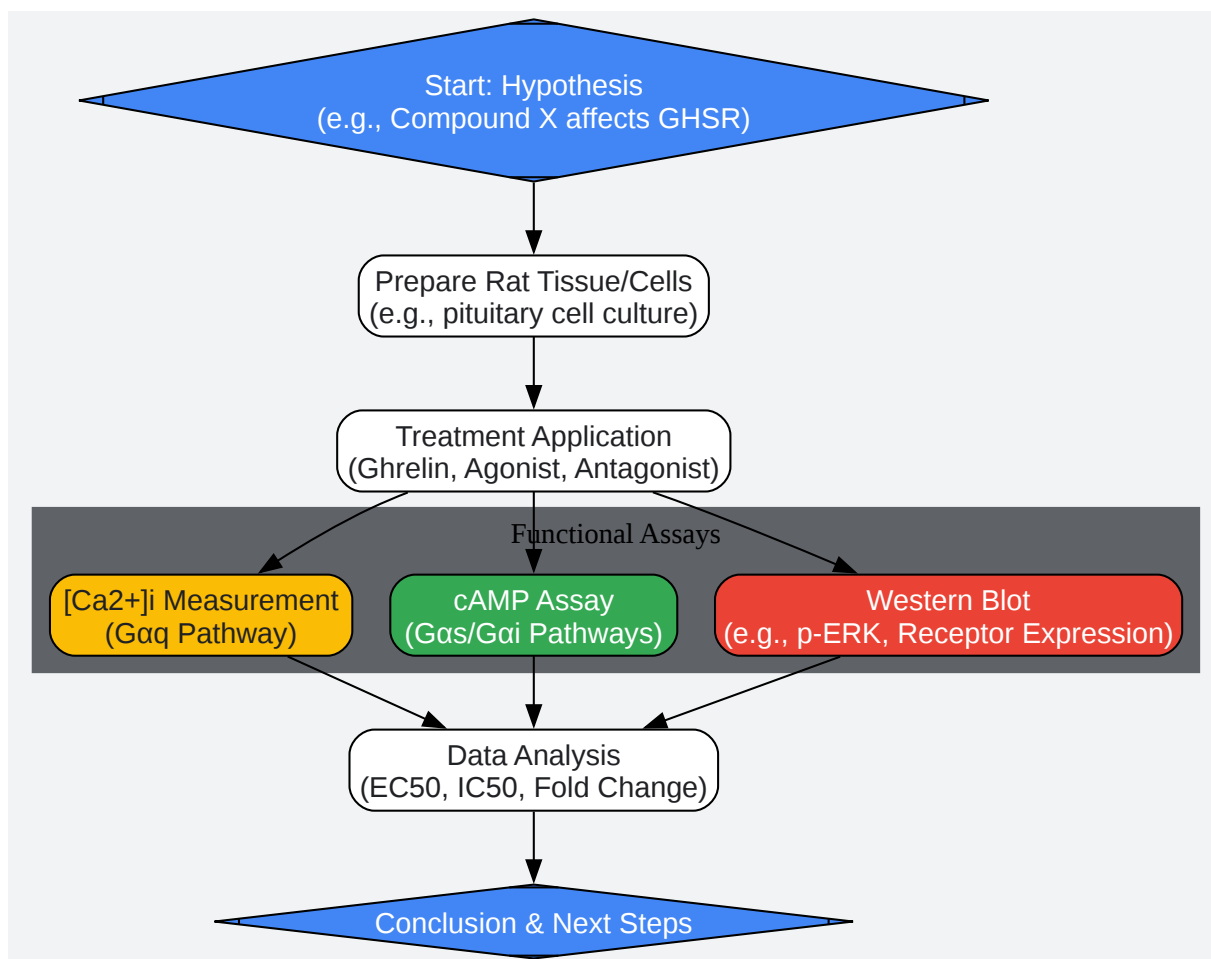 Start: Hypothesis
(e.g., Compound X affects GHSR)
Prepare Rat Tissue/Cells
(e.g., pituitary cell culture)
Treatment Application
(Ghrelin, Agonist, Antagonist)
Functional Assays
[Ca2+]i Measurement
(Gαq Pathway)
cAMP Assay
(Gαs/Gαi Pathways)
Western Blot
(e.g., p-ERK, Receptor Expression)
Data Analysis
(EC50, IC50, Fold Change)
Conclusion & Next Steps